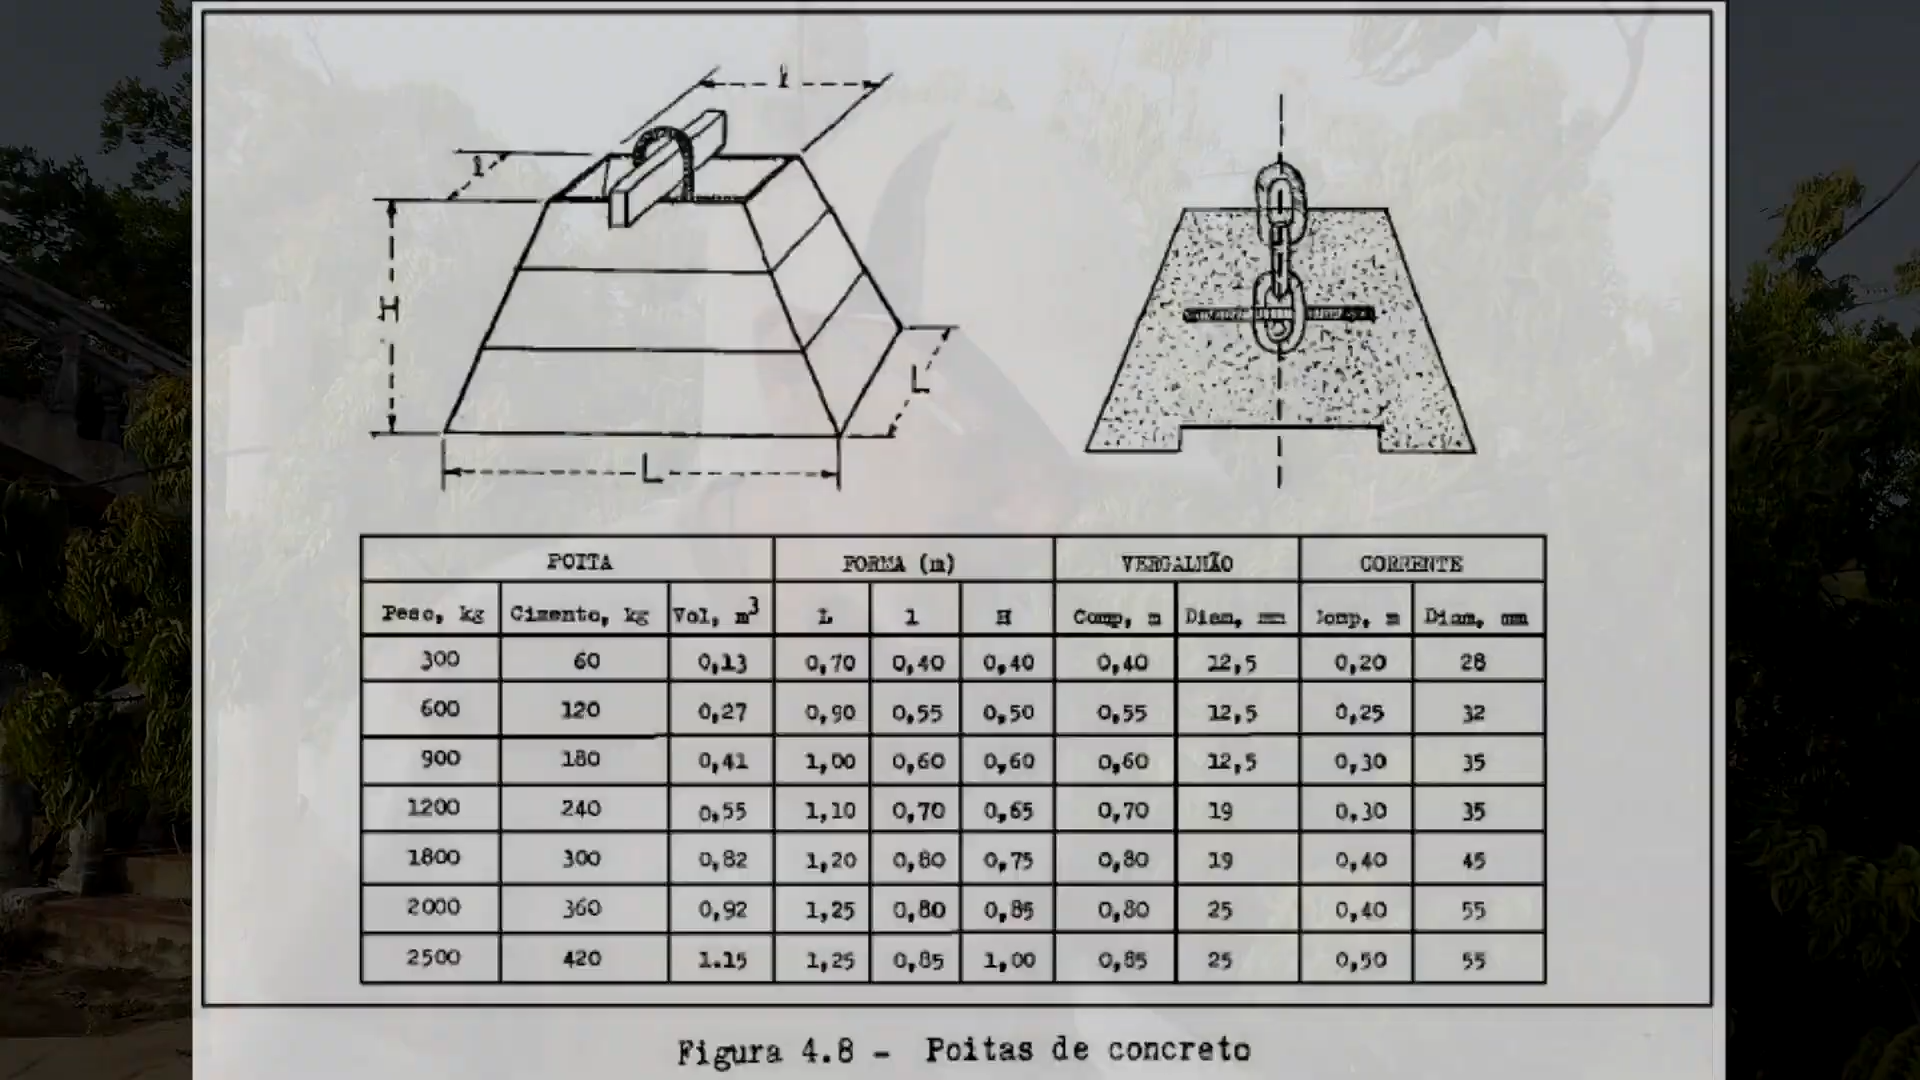 l
l
H
L
L
POITA FORMA (m) VERGALHÃO CORRENTE
Peso, kg Cimento, kg Vol, m³ L l H Comp, m Diam, mm Comp, m Diam, mm
300 60 0,13 0,70 0,40 0,40 0,40 12,5 0,20 28
600 120 0,27 0,90 0,55 0,50 0,55 12,5 0,25 32
900 180 0,41 1,00 0,60 0,60 0,60 12,5 0,30 35
1200 240 0,55 1,10 0,70 0,65 0,70 19 0,30 35
1800 300 0,82 1,20 0,80 0,75 0,80 19 0,40 45
2000 360 0,92 1,25 0,80 0,85 0,80 25 0,40 55
2500 420 1.15 1,25 0,85 1,00 0,85 25 0,50 55
Figura 4.8 - Poitas de concreto